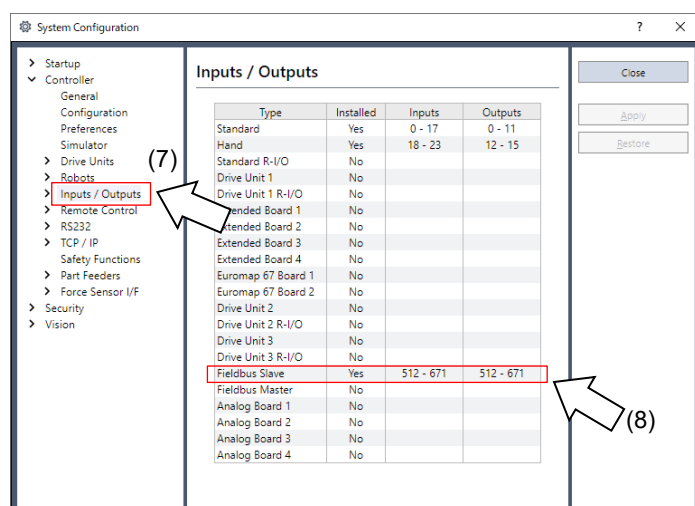 System Configuration
? ×
Startup
Controller
General
Configuration
Preferences
Simulator
Drive Units
Robots
Inputs / Outputs
Remote Control
RS232
TCP / IP
Safety Functions
Part Feeders
Force Sensor I/F
Security
Vision
(7)
Inputs / Outputs
Type Installed Inputs Outputs
Standard Yes 0 - 17 0 - 11
Hand Yes 18 - 23 12 - 15
Standard R-I/O No
Drive Unit 1 No
Drive Unit 1 R-I/O No
Extended Board 1 No
Extended Board 2 No
Extended Board 3 No
Extended Board 4 No
Euromap 67 Board 1 No
Euromap 67 Board 2 No
Drive Unit 2 No
Drive Unit 2 R-I/O No
Drive Unit 3 No
Drive Unit 3 R-I/O No
Fieldbus Slave Yes 512 - 671 512 - 671
Fieldbus Master No
Analog Board 1 No
Analog Board 2 No
Analog Board 3 No
Analog Board 4 No
(8)
Close
Apply
Restore